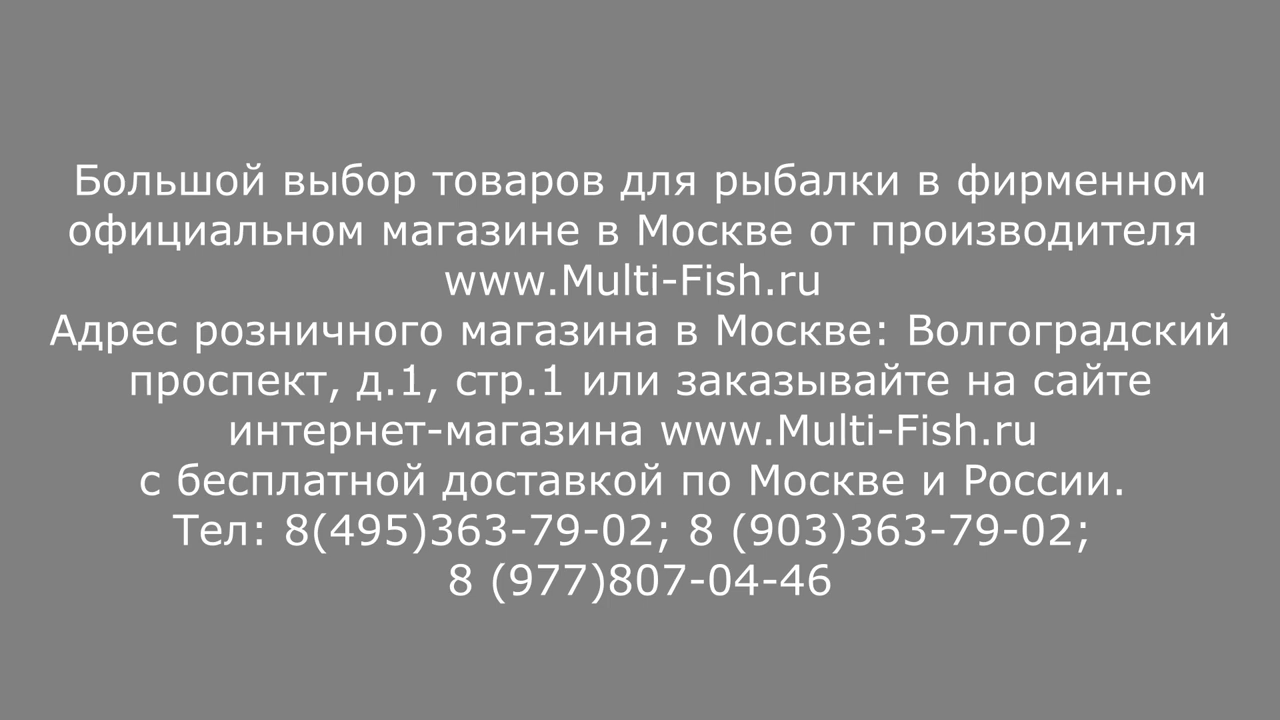 Большой выбор товаров для рыбалки в фирменном
официальном магазине в Москве от производителя
www.Multi-Fish.ru
Адрес розничного магазина в Москве: Волгоградский
проспект, д.1, стр.1 или заказывайте на сайте
интернет-магазина www.Multi-Fish.ru
с бесплатной доставкой по Москве и России.
Тел: 8(495)363-79-02; 8 (903)363-79-02;
8 (977)807-04-46